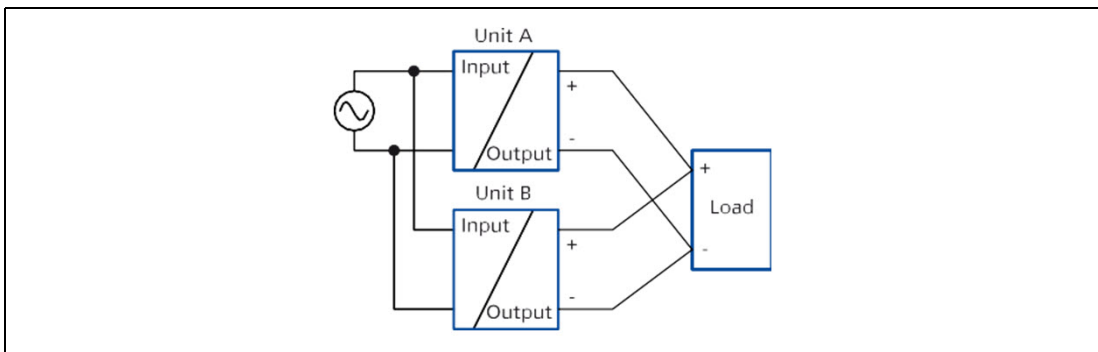 Unit A
Input
+
-
Output
Unit B
Input
+
-
Output
+
Load
-